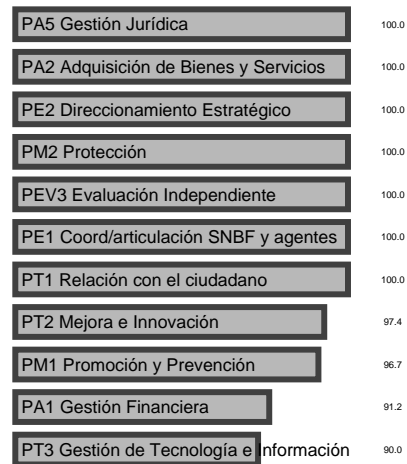 PA5 Gestión Jurídica 100.0
PA2 Adquisición de Bienes y Servicios 100.0
PE2 Direccionamiento Estratégico 100.0
PM2 Protección 100.0
PEV3 Evaluación Independiente 100.0
PE1 Coord/articulación SNBF y agentes 100.0
PT1 Relación con el ciudadano 100.0
PT2 Mejora e Innovación 97.4
PM1 Promoción y Prevención 96.7
PA1 Gestión Financiera 91.2
PT3 Gestión de Tecnología e Información 90.0